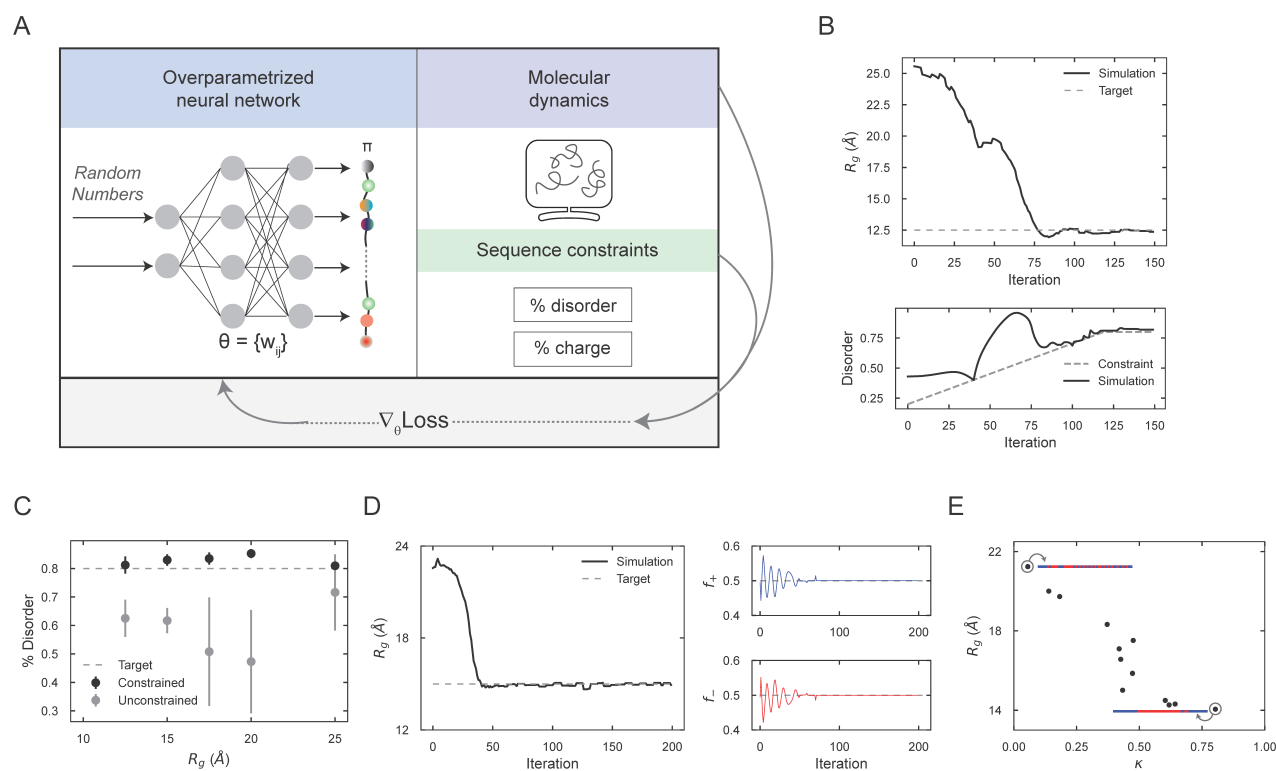 A
Overparametrized
neural network
Molecular
dynamics
Random
Numbers
π
θ = {wij}
Sequence constraints
% disorder
% charge
∇θLoss
B
Rg (Å)
25.0
22.5
20.0
17.5
15.0
12.5
Simulation
Target
0 25 50 75 100 125 150
Iteration
Disorder
0.75
0.50
0.25
Constraint
Simulation
0 25 50 75 100 125 150
Iteration
C
% Disorder
0.8
0.7
0.6
0.5
0.4
0.3
Target
Constrained
Unconstrained
10 15 20 25
Rg (Å)
D
Rg (Å)
24
18
12
Simulation
Target
0 50 100 150 200
Iteration
f+
0.6
0.5
0.4
0 100 200
f−
0.6
0.5
0.4
0 100 200
Iteration
E
Rg (Å)
22
18
14
0.00 0.25 0.50 0.75 1.00
κ